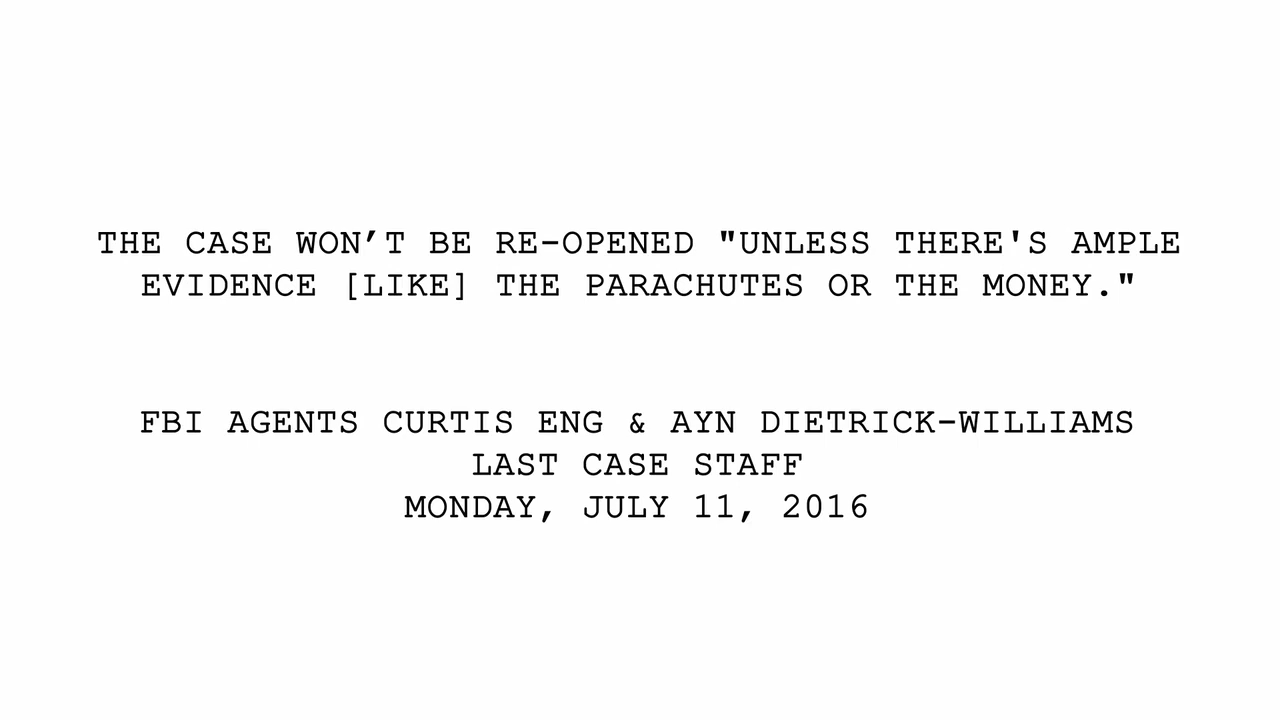 THE CASE WON’T BE RE-OPENED "UNLESS THERE'S AMPLE
EVIDENCE [LIKE] THE PARACHUTES OR THE MONEY."
FBI AGENTS CURTIS ENG & AYN DIETRICK-WILLIAMS
LAST CASE STAFF
MONDAY, JULY 11, 2016